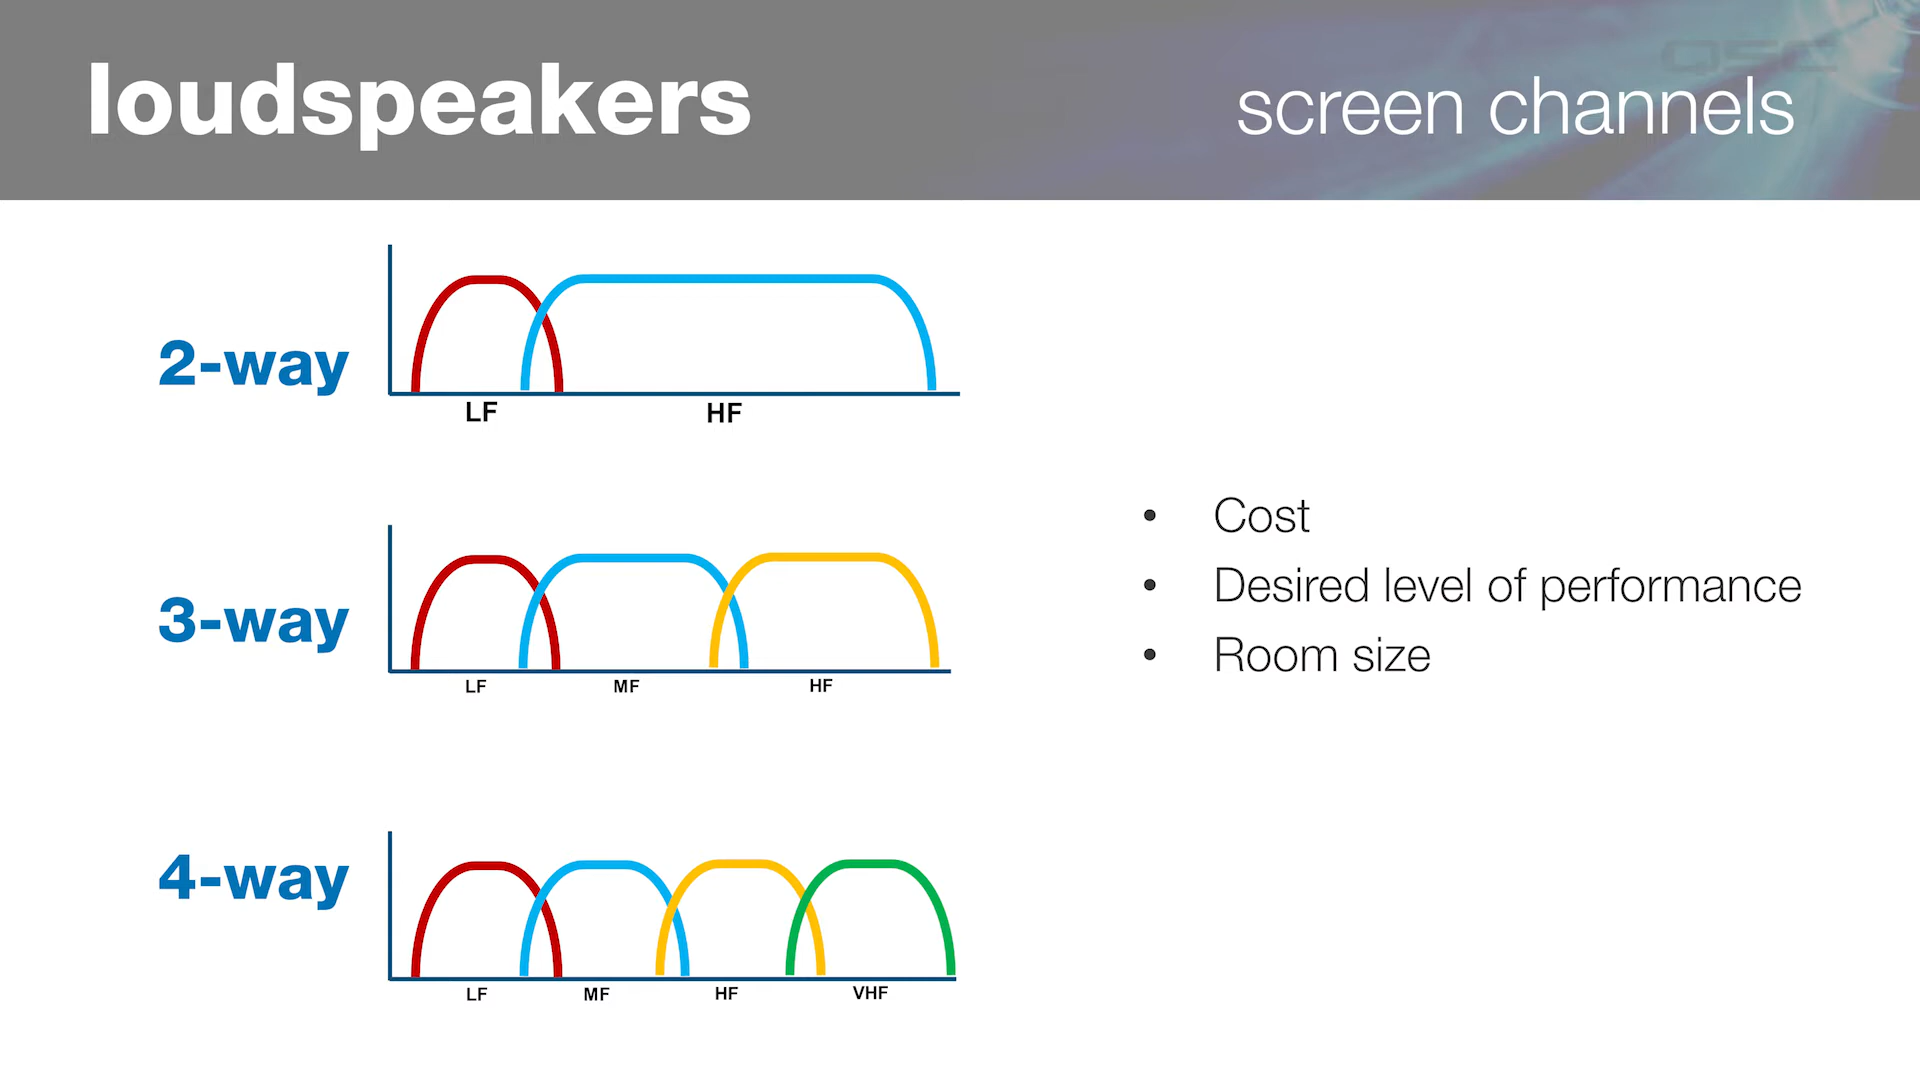 loudspeakers
screen channels
QSC
2-way
LF HF
3-way
LF MF HF
4-way
LF MF HF VHF
• Cost
• Desired level of performance
• Room size